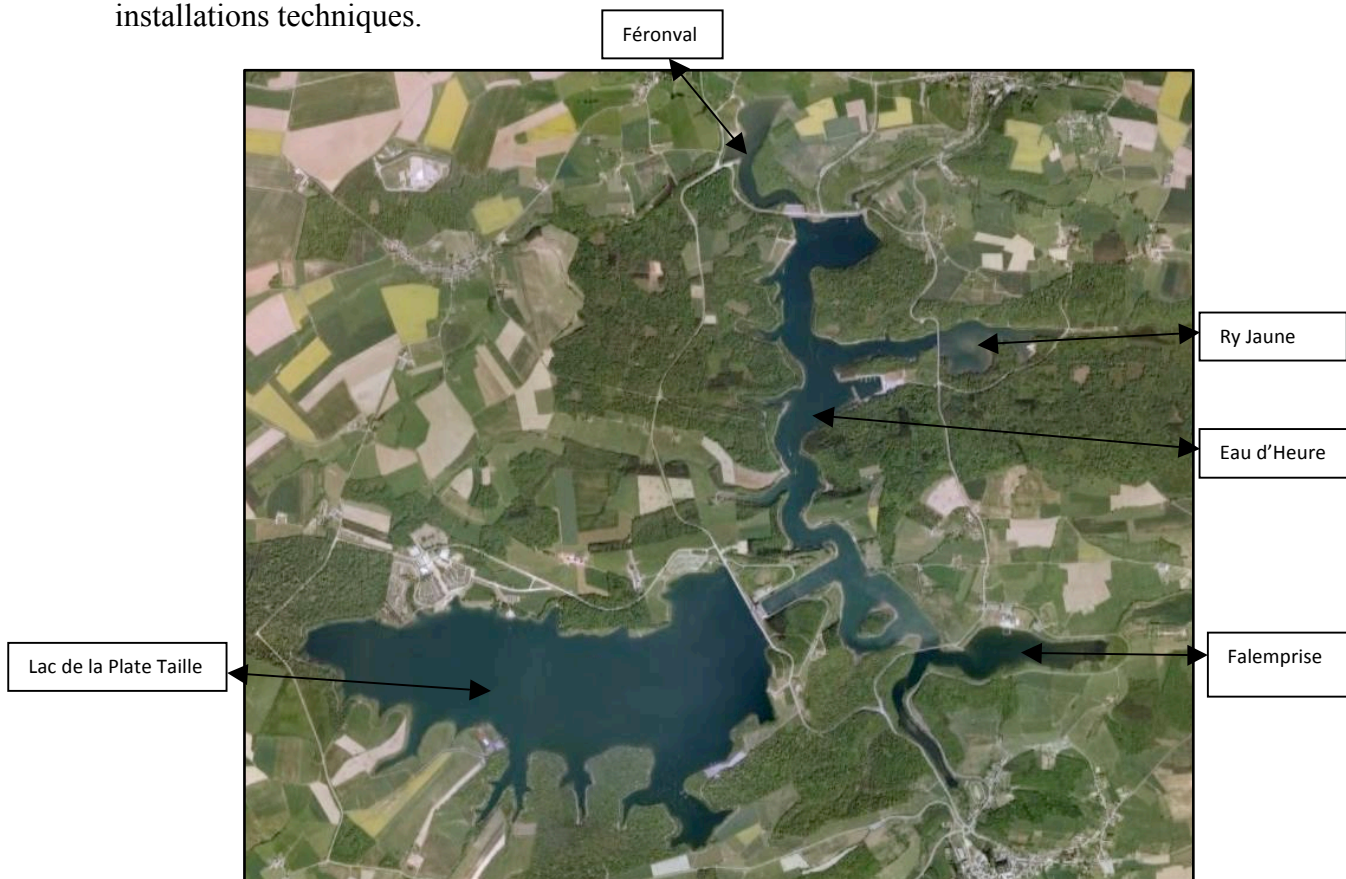 installations techniques.
Féronval
Ry Jaune
Eau d’Heure
Lac de la Plate Taille
Falemprise